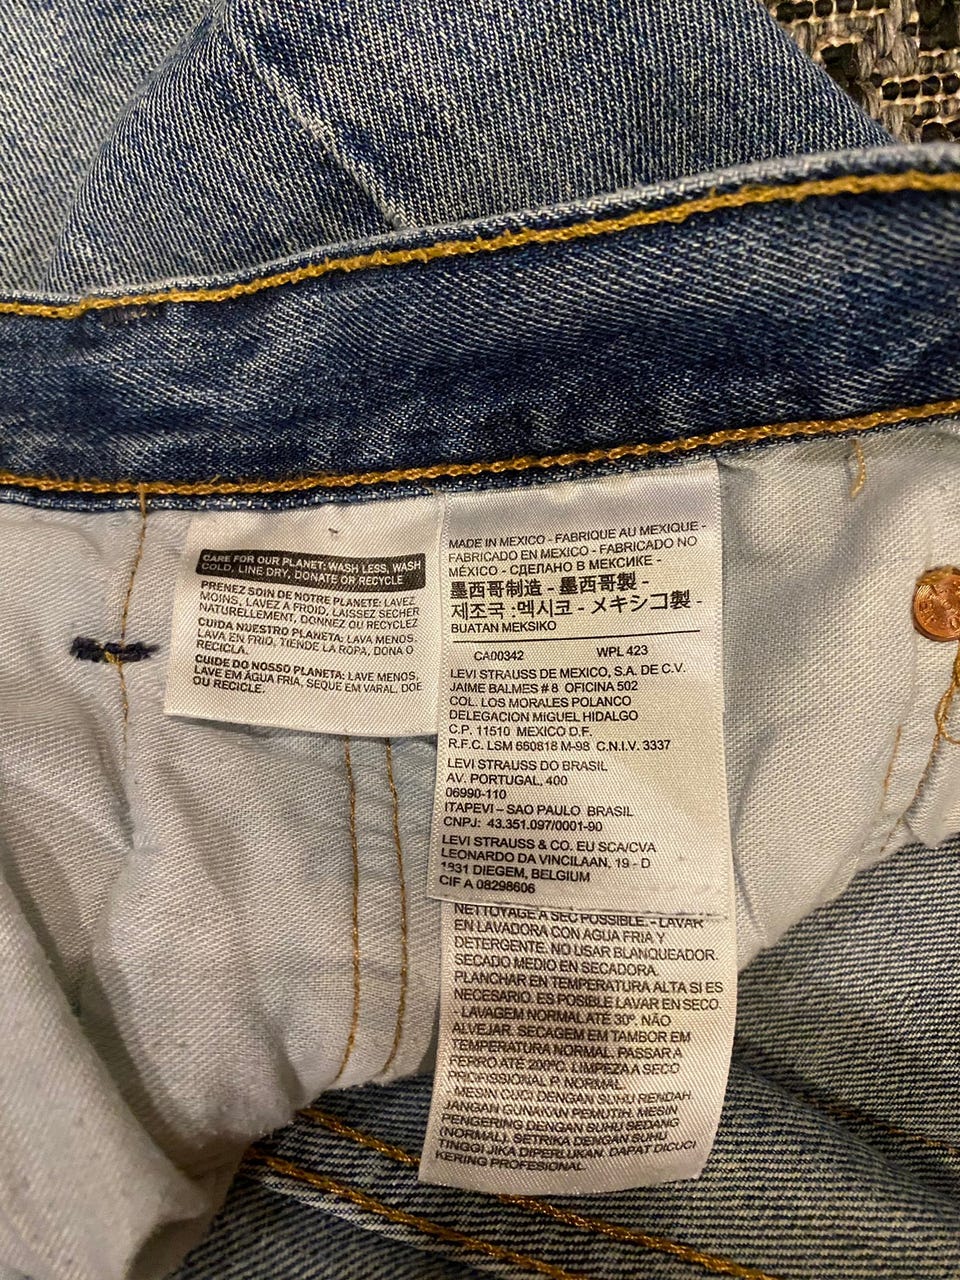 CARE FOR OUR PLANET: WASH LESS, WASH
COLD, LINE DRY, DONATE OR RECYCLE
PRENEZ SOIN DE NOTRE PLANETE: LAVEZ
MOINS, LAVEZ A FROID, LAISSEZ SECHER
NATURELLEMENT, DONNEZ OU RECYCLEZ
CUIDA NUESTRO PLANETA: LAVA MENOS,
LAVA EN FRIO, TIENDE LA ROPA, DONA O
RECICLA.
CUIDE DO NOSSO PLANETA: LAVE MENOS,
LAVE EM ÁGUA FRIA, SEQUE EM VARAL, DOE
OU RECICLE.
MADE IN MEXICO - FABRIQUE AU MEXIQUE -
FABRICADO EN MEXICO - FABRICADO NO
MÉXICO - СДЕЛАНО В МЕКСИКЕ -
墨西哥制造 - 墨西哥製 -
제조국 :멕시코 - メキシコ製 -
BUATAN MEKSIKO
CA00342 WPL 423
LEVI STRAUSS DE MEXICO, S.A. DE C.V.
JAIME BALMES # 8 OFICINA 502
COL. LOS MORALES POLANCO
DELEGACION MIGUEL HIDALGO
C.P. 11510 MEXICO D.F.
R.F.C. LSM 660818 M-98 C.N.I.V. 3337
LEVI STRAUSS DO BRASIL
AV. PORTUGAL, 400
06990-110
ITAPEVI – SAO PAULO BRASIL
CNPJ: 43.351.097/0001-90
LEVI STRAUSS & CO. EU SCA/CVA
LEONARDO DA VINCILAAN, 19 - D
1831 DIEGEM, BELGIUM
CIF A 08298606
NETTOYAGE A SEC POSSIBLE. - LAVAR
EN LAVADORA CON AGUA FRIA Y
DETERGENTE. NO USAR BLANQUEADOR.
SECADO MEDIO EN SECADORA.
PLANCHAR EN TEMPERATURA ALTA SI ES
NECESARIO. ES POSIBLE LAVAR EN SECO.
- LAVAGEM NORMAL ATÉ 30º. NÃO
ALVEJAR. SECAGEM EM TAMBOR EM
TEMPERATURA NORMAL. PASSAR A
FERRO ATÉ 200ºC. LIMPEZA A SECO
PROFISSIONAL P. NORMAL.
- MESIN CUCI DENGAN SUHU RENDAH.
JANGAN GUNAKAN PEMUTIH. MESIN
PENGERING DENGAN SUHU SEDANG
(NORMAL). SETRIKA DENGAN SUHU
TINGGI JIKA DIPERLUKAN. DAPAT DICUCI
KERING PROFESIONAL.